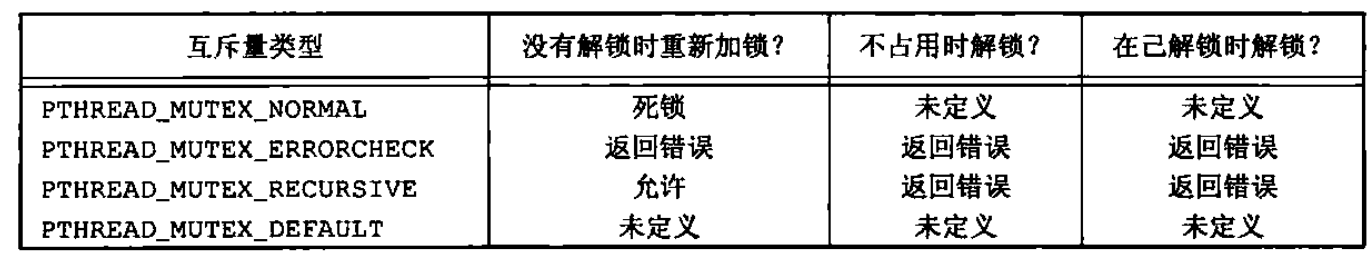 互斥量类型 没有解锁时重新加锁? 不占用时解锁? 在已解锁时解锁?
PTHREAD_MUTEX_NORMAL 死锁 未定义 未定义
PTHREAD_MUTEX_ERRORCHECK 返回错误 返回错误 返回错误
PTHREAD_MUTEX_RECURSIVE 允许 返回错误 返回错误
PTHREAD_MUTEX_DEFAULT 未定义 未定义 未定义